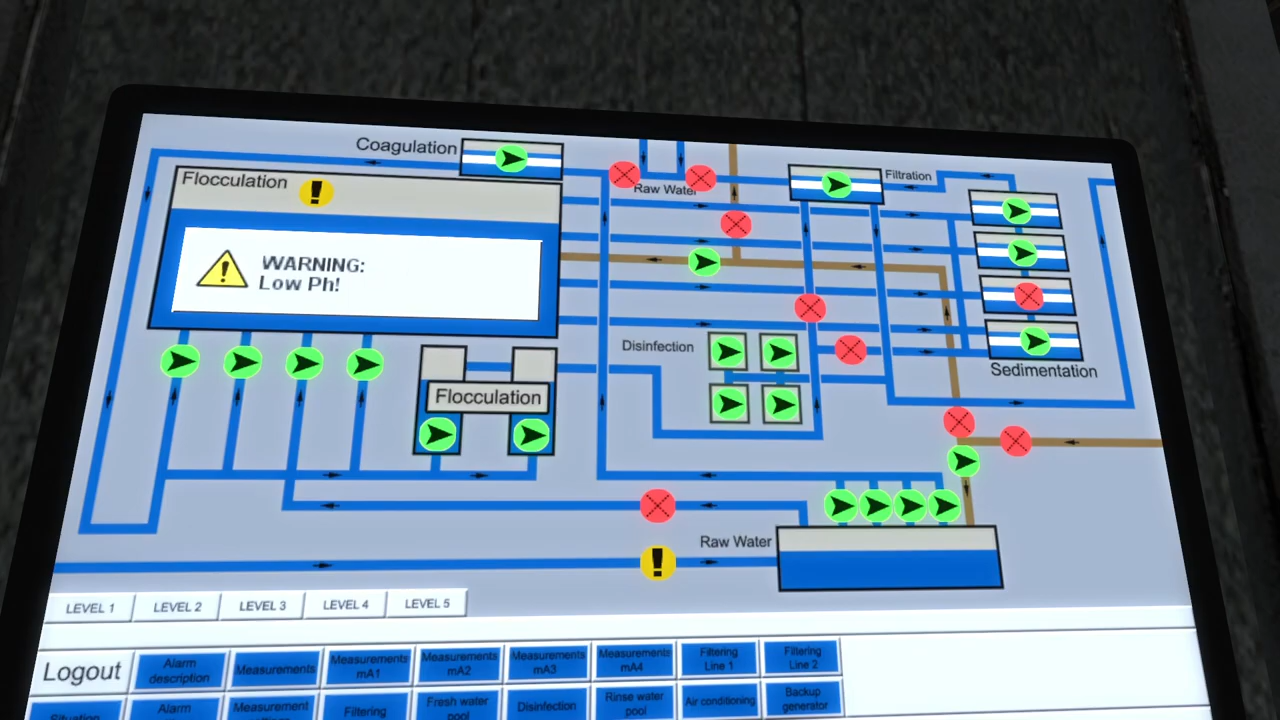 Coagulation
Flocculation
!
Raw Water
Filtration
WARNING:
Low Ph!
Disinfection
Sedimentation
Flocculation
Raw Water
!
LEVEL 1
LEVEL 2
LEVEL 3
LEVEL 4
LEVEL 5
Logout
Alarm
description
Measurements
Measurements
mA1
Measurements
mA2
Measurements
mA3
Measurements
mA4
Filtering
Line 1
Filtering
Line 2
Situation
Alarm
Measurement
Filtering
Fresh water
pool
Disinfection
Rinse water
pool
Air conditioning
Backup
generator